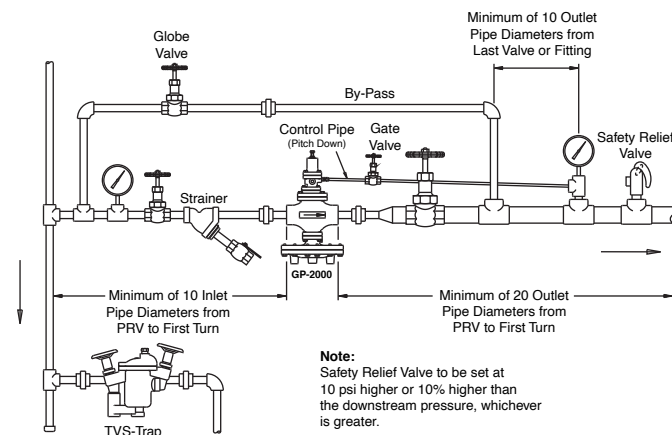 Minimum of 10 Outlet
Pipe Diameters from
Last Valve or Fitting
Globe
Valve
By-Pass
Control Pipe
(Pitch Down)
Gate
Valve
Safety Relief
Valve
Strainer
GP-2000
Minimum of 10 Inlet
Pipe Diameters from
PRV to First Turn
Minimum of 20 Outlet
Pipe Diameters from
PRV to First Turn
Note:
Safety Relief Valve to be set at
10 psi higher or 10% higher than
the downstream pressure, whichever
is greater.
TVS-Trap